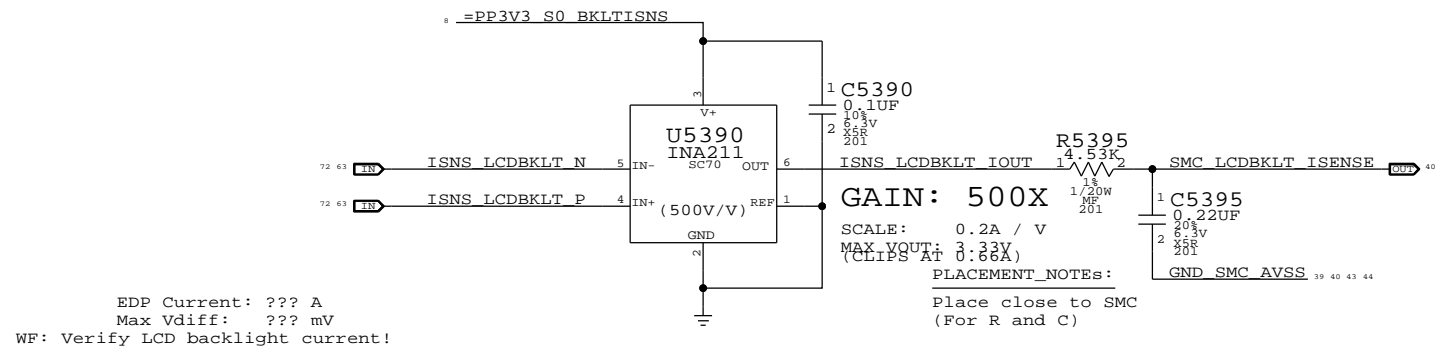 8 =PP3V3_S0_BKLTISNS
1 C5390
0.1UF
10%
6.3V
2 X5R
201
3
V+
U5390
INA211
SC70
72 63 IN ISNS_LCDBKLT_N 5 IN- OUT 6 ISNS_LCDBKLT_IOUT
72 63 IN ISNS_LCDBKLT_P 4 IN+ (500V/V) REF 1
GND
2
R5395
4.53K
1 2
1%
1/20W
MF
201
SMC_LCDBKLT_ISENSE OUT 40
1 C5395
0.22UF
20%
6.3V
2 X5R
201
GND_SMC_AVSS 39 40 43 44
GAIN: 500X
SCALE: 0.2A / V
MAX VOUT: 3.33V
(CLIPS AT 0.66A)
PLACEMENT_NOTEs:
Place close to SMC
(For R and C)
EDP Current: ??? A
Max Vdiff: ??? mV
WF: Verify LCD backlight current!